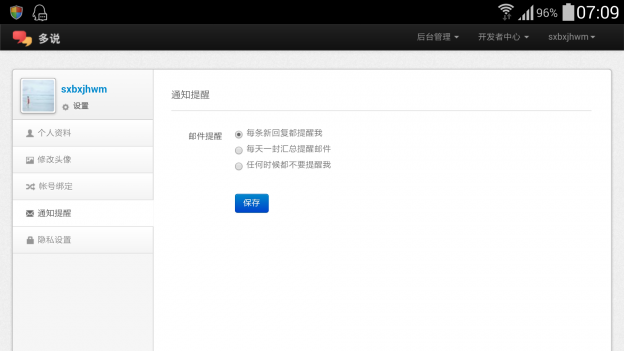 96% 07:09
多说 后台管理 开发者中心 sxbxjhwm
sxbxjhwm
设置
个人资料
修改头像
帐号绑定
通知提醒
隐私设置
通知提醒
邮件提醒 每条新回复都提醒我
每天一封汇总提醒邮件
任何时候都不要提醒我
保存